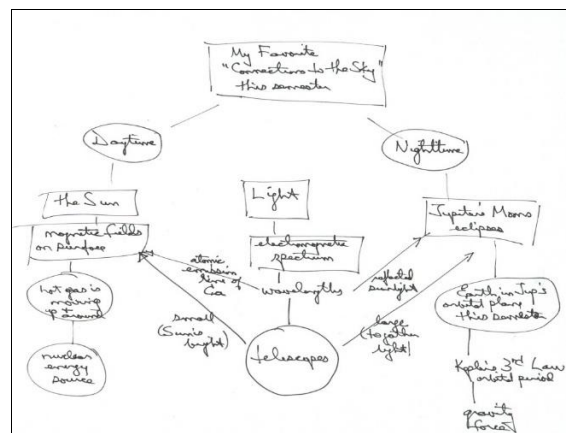 My Favorite
"Connections to the Sky"
this semester
Daytime
Nighttime
the Sun
magnetic fields
on surface
hot gas is
moving
around
nuclear
energy
source
Light
electromagnetic
spectrum
wavelengths
telescopes
atomic
emission
line of
Ca
small
(Sun is
bright)
reflected
sunlight
large
(to gather
light)
Jupiter's Moons
eclipses
Earth in Jup's
orbital plane
this semester
Kepler's 3rd Law
orbital period
gravity
force